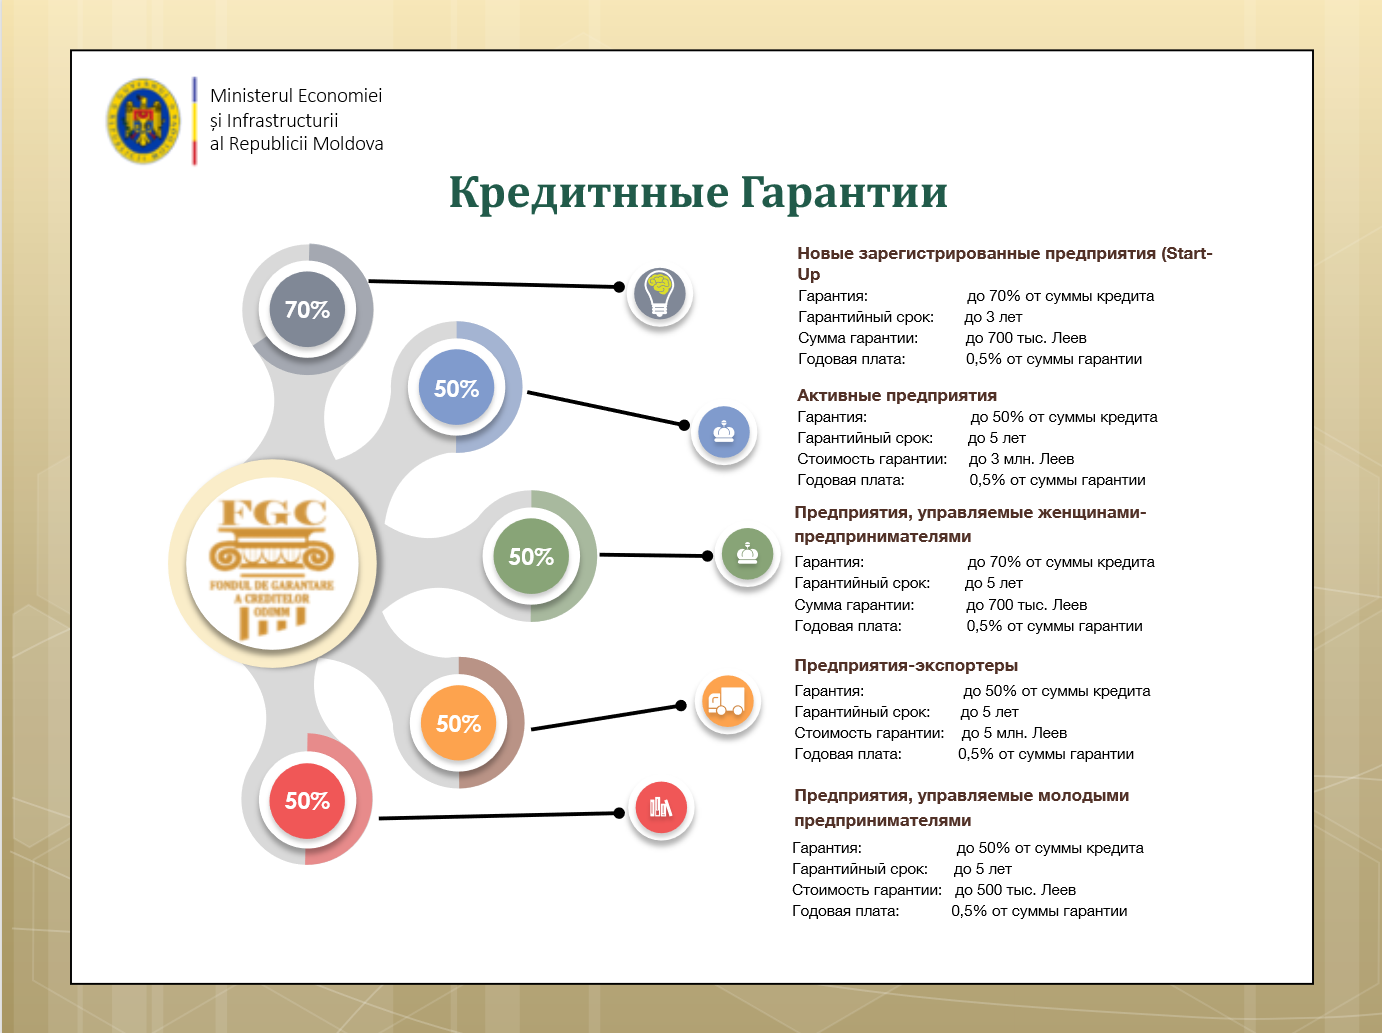 Ministerul Economiei
și Infrastructurii
al Republicii Moldova
Кредитнные Гарантии
70%
50%
50%
50%
50%
FGC
FONDUL DE GARANTARE
A CREDITELOR
ODIMM
Новые зарегистрированные предприятия (Start-
Up
Гарантия: до 70% от суммы кредита
Гарантийный срок: до 3 лет
Сумма гарантии: до 700 тыс. Леев
Годовая плата: 0,5% от суммы гарантии
Активные предприятия
Гарантия: до 50% от суммы кредита
Гарантийный срок: до 5 лет
Стоимость гарантии: до 3 млн. Леев
Годовая плата: 0,5% от суммы гарантии
Предприятия, управляемые женщинами-
предпринимателями
Гарантия: до 70% от суммы кредита
Гарантийный срок: до 5 лет
Сумма гарантии: до 700 тыс. Леев
Годовая плата: 0,5% от суммы гарантии
Предприятия-экспортеры
Гарантия: до 50% от суммы кредита
Гарантийный срок: до 5 лет
Стоимость гарантии: до 5 млн. Леев
Годовая плата: 0,5% от суммы гарантии
Предприятия, управляемые молодыми
предпринимателями
Гарантия: до 50% от суммы кредита
Гарантийный срок: до 5 лет
Стоимость гарантии: до 500 тыс. Леев
Годовая плата: 0,5% от суммы гарантии